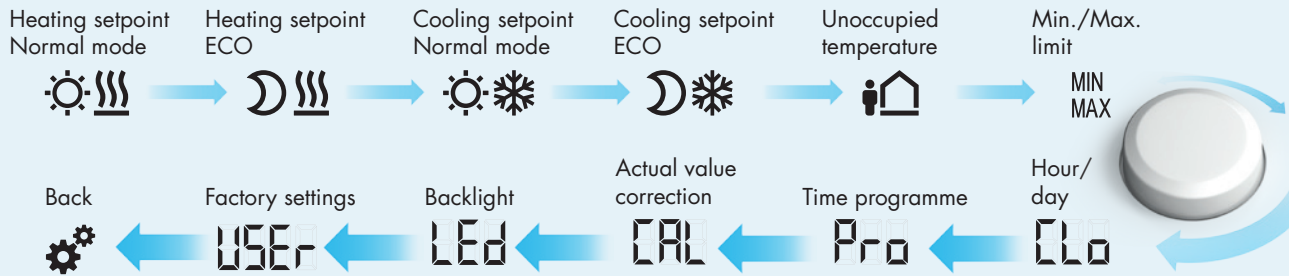 Heating setpoint
Normal mode
Heating setpoint
ECO
Cooling setpoint
Normal mode
Cooling setpoint
ECO
Unoccupied
temperature
Min./Max.
limit
MIN
MAX
Hour/
day
CLo
Time programme
Pro
Actual value
correction
CAL
Backlight
LEd
Factory settings
USEr
Back